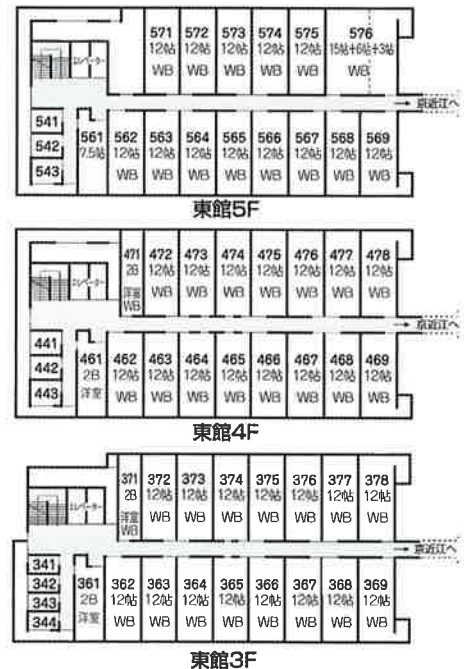 571 572 573 574 575 576
12帖 12帖 12帖 12帖 12帖 15帖+6帖+3帖
WB WB WB WB WB WB
エレベーター
→ 京近江へ
541
542
543
561 562 563 564 565 566 567 568 569
7.5帖 12帖 12帖 12帖 12帖 12帖 12帖 12帖 12帖
WB WB WB WB WB WB WB WB
東館5F
471 472 473 474 475 476 477 478
2B 12帖 12帖 12帖 12帖 12帖 12帖 12帖
洋室 WB WB WB WB WB WB WB
WB
エレベーター
→ 京近江へ
441
442
443
461 462 463 464 465 466 467 468 469
2B 12帖 12帖 12帖 12帖 12帖 12帖 12帖 12帖
洋室 WB WB WB WB WB WB WB WB
東館4F
371 372 373 374 375 376 377 378
2B 12帖 12帖 12帖 12帖 12帖 12帖 12帖
洋室 WB WB WB WB WB WB WB
WB
エレベーター
→ 京近江へ
341
342
343
344
361 362 363 364 365 366 367 368 369
2B 12帖 12帖 12帖 12帖 12帖 12帖 12帖 12帖
洋室 WB WB WB WB WB WB WB WB
東館3F